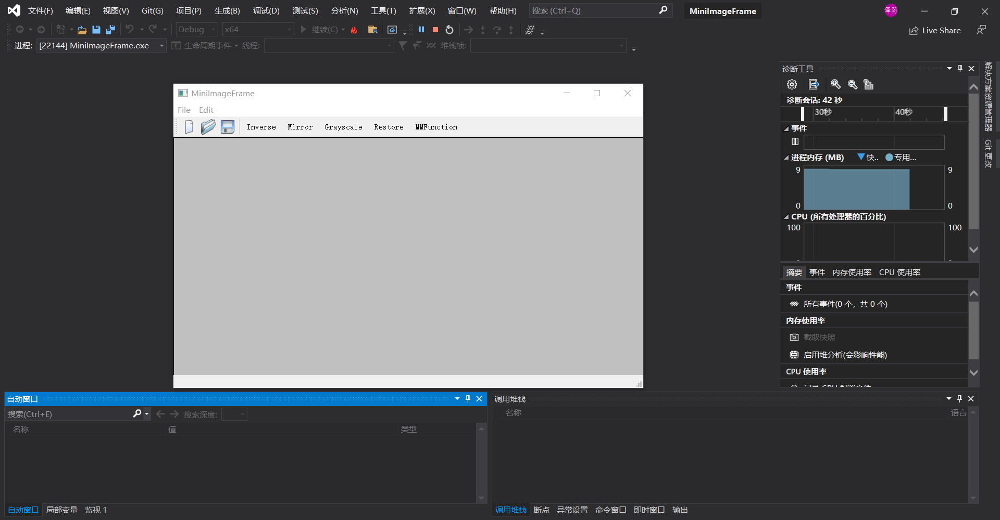 文件(F) 编辑(E) 视图(V) Git(G) 项目(P) 生成(B) 调试(D) 测试(S) 分析(N) 工具(T) 扩展(X) 窗口(W) 帮助(H) 搜索 (Ctrl+Q) MiniImageFrame 泽陈
Debug x64 继续(C) Live Share
进程: [22144] MiniImageFrame.exe 生命周期事件 线程: 堆栈帧:
MiniImageFrame
File Edit
Inverse Mirror Grayscale Restore MMFunction
诊断工具
诊断会话: 42 秒
30秒 40秒
事件
进程内存 (MB) 快.. 专用...
9 9
0 0
CPU (所有处理器的百分比)
100 100
摘要 事件 内存使用率 CPU 使用率
事件
所有事件(0 个，共 0 个)
内存使用率
截取快照
启用堆分析(会影响性能)
CPU 使用率
记录 CPU 配置文件
解决方案资源管理器
Git 更改
自动窗口
搜索(Ctrl+E) 搜索深度:
名称 值 类型
自动窗口 局部变量 监视 1
调用堆栈
名称 语言
调用堆栈 断点 异常设置 命令窗口 即时窗口 输出